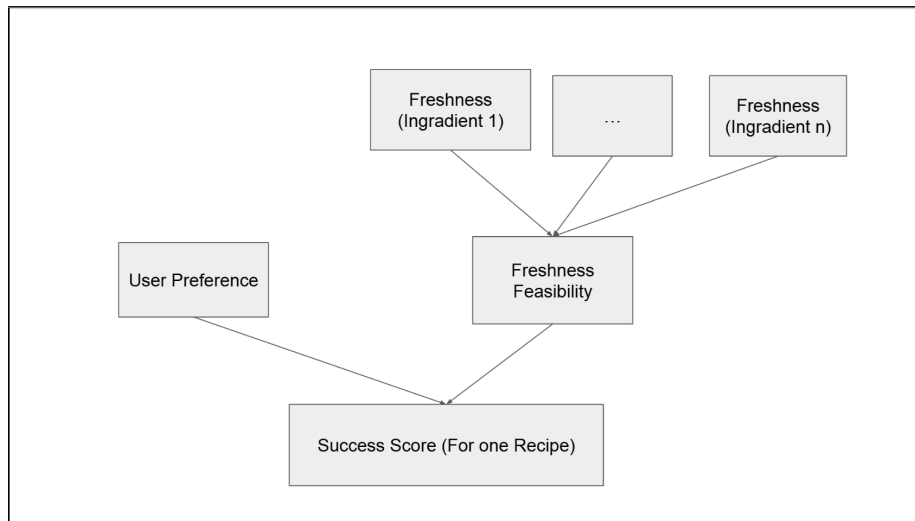 Freshness
(Ingradient 1)
...
Freshness
(Ingradient n)
User Preference
Freshness
Feasibility
Success Score (For one Recipe)